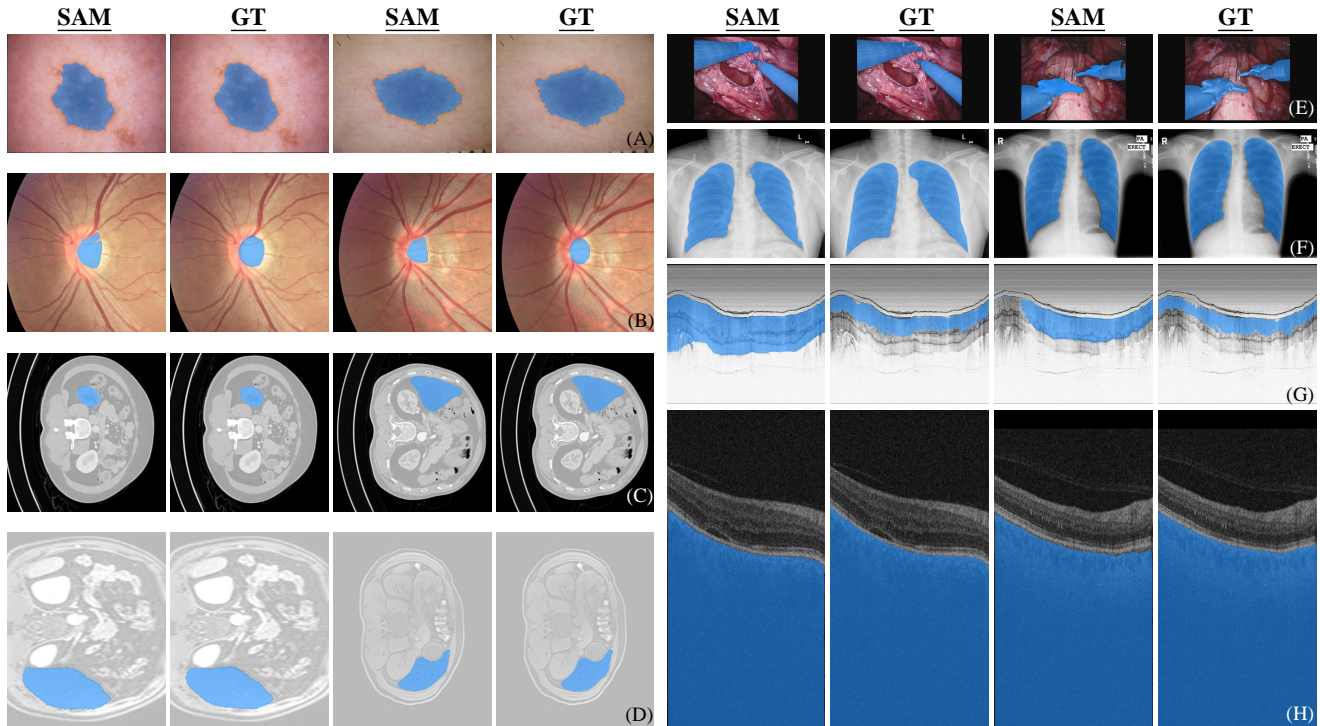 SAM GT SAM GT SAM GT SAM GT
(A)
(B)
(C)
(D)
(E)
L L
R PA R PA
ERECT ERECT
(F)
(G)
(H)